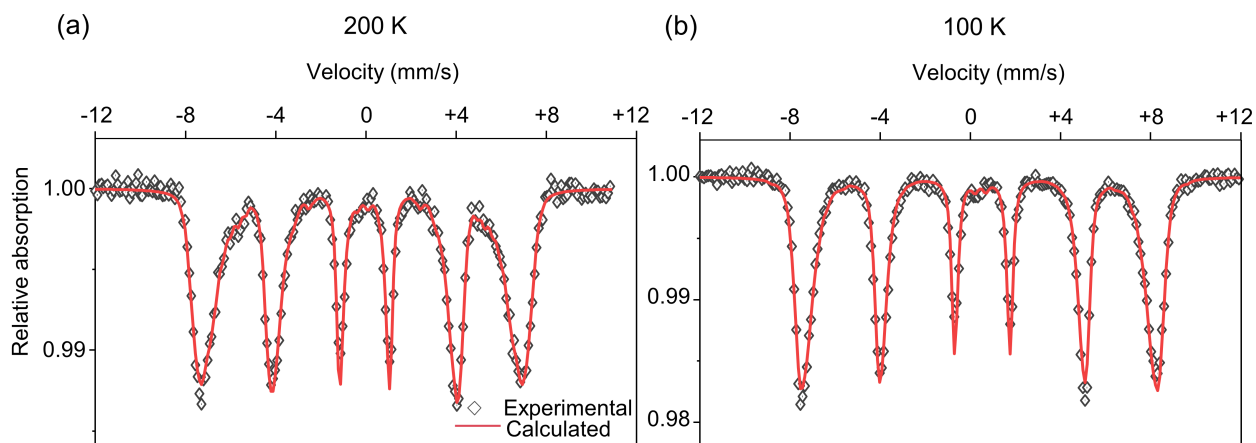 (a) 200 K
Velocity (mm/s)
-12 -8 -4 0 +4 +8 +12
Relative absorption
1.00
0.99
Experimental
Calculated
(b) 100 K
Velocity (mm/s)
-12 -8 -4 0 +4 +8 +12
1.00
0.99
0.98